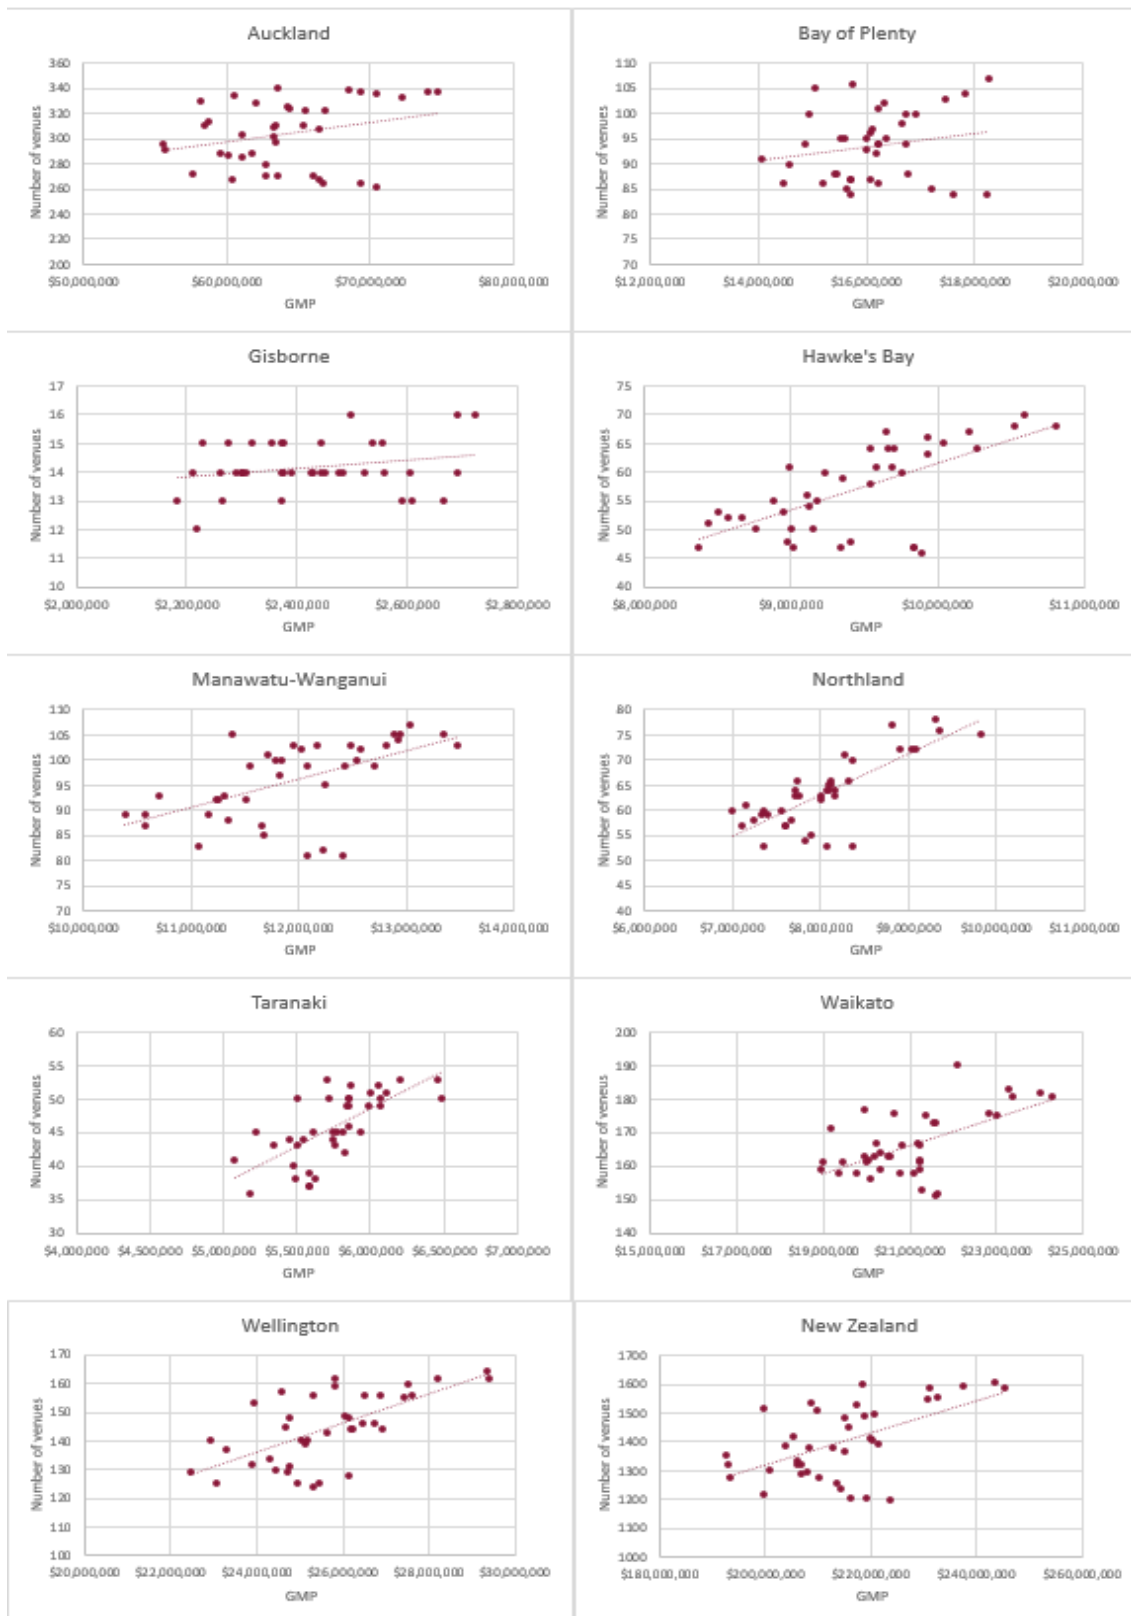 Auckland
Number of venues
360
340
320
300
280
260
240
220
200
$50,000,000 $60,000,000 $70,000,000 $80,000,000
GMP
Bay of Plenty
Number of venues
110
105
100
95
90
85
80
75
70
$12,000,000 $14,000,000 $16,000,000 $18,000,000 $20,000,000
GMP
Gisborne
Number of venues
17
16
15
14
13
12
11
10
$2,000,000 $2,200,000 $2,400,000 $2,600,000 $2,800,000
GMP
Hawke's Bay
Number of venues
75
70
65
60
55
50
45
40
$8,000,000 $9,000,000 $10,000,000 $11,000,000
GMP
Manawatu-Wanganui
Number of venues
110
105
100
95
90
85
80
75
70
$10,000,000 $11,000,000 $12,000,000 $13,000,000 $14,000,000
GMP
Northland
Number of venues
80
75
70
65
60
55
50
45
40
$6,000,000 $7,000,000 $8,000,000 $9,000,000 $10,000,000 $11,000,000
GMP
Taranaki
Number of venues
60
55
50
45
40
35
30
$4,000,000 $4,500,000 $5,000,000 $5,500,000 $6,000,000 $6,500,000 $7,000,000
GMP
Waikato
Number of veneus
200
190
180
170
160
150
140
$15,000,000 $17,000,000 $19,000,000 $21,000,000 $23,000,000 $25,000,000
GMP
Wellington
Number of venues
170
160
150
140
130
120
110
100
$20,000,000 $22,000,000 $24,000,000 $26,000,000 $28,000,000 $30,000,000
GMP
New Zealand
Number of venues
1700
1600
1500
1400
1300
1200
1100
1000
$180,000,000 $200,000,000 $220,000,000 $240,000,000 $260,000,000
GMP